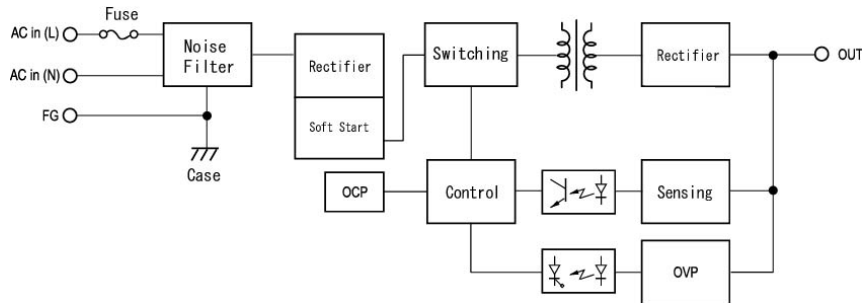 Fuse
AC in (L)
Noise
Filter
Rectifier
Switching
Rectifier
OUT
AC in (N)
Soft Start
FG
Case
OCP
Control
Sensing
OVP